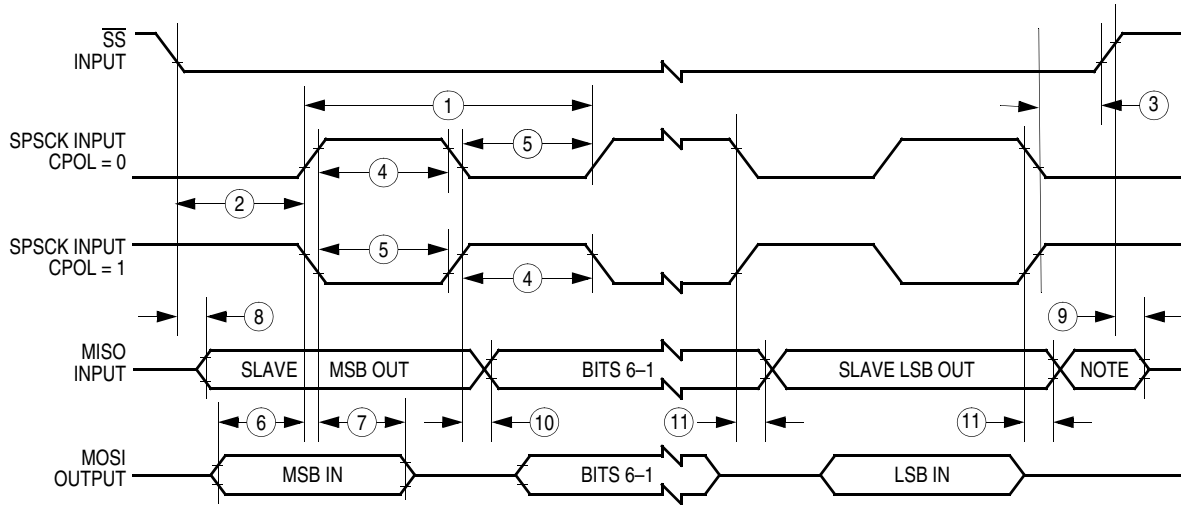 SS
INPUT
1
3
SPSCK INPUT
CPOL = 0
5
4
2
SPSCK INPUT
CPOL = 1
5
4
8
9
MISO
INPUT
SLAVE MSB OUT
BITS 6–1
SLAVE LSB OUT
NOTE
6
7
10
11
11
MOSI
OUTPUT
MSB IN
BITS 6–1
LSB IN